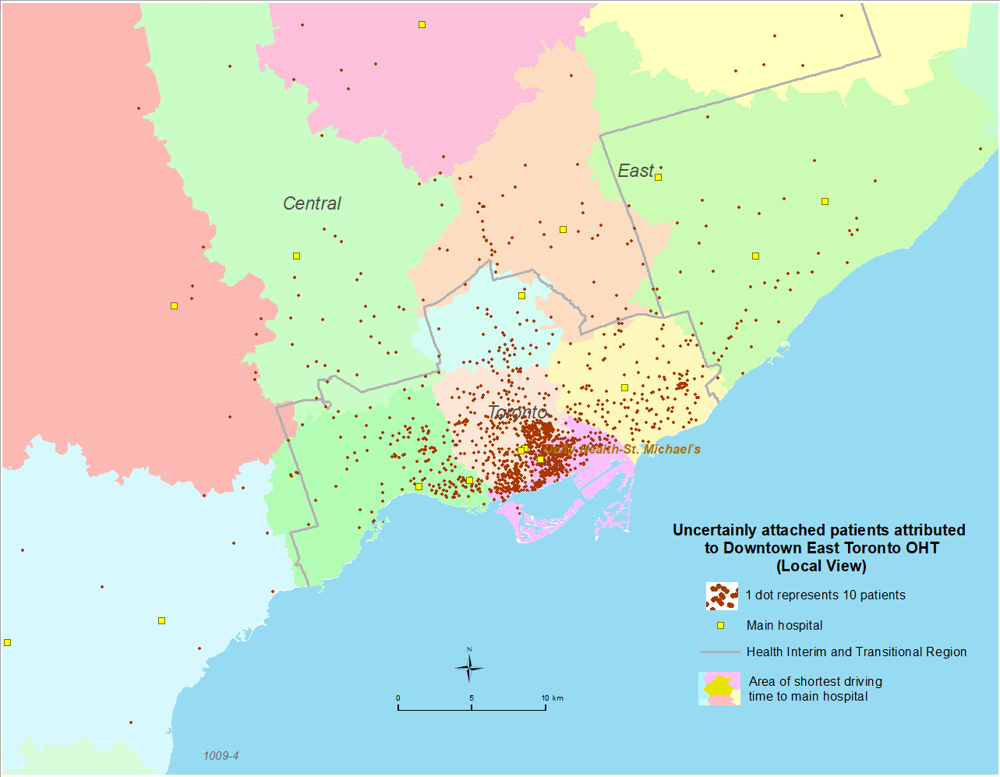 Central
East
Toronto
Unity Health-St. Michael's
Uncertainly attached patients attributed
to Downtown East Toronto OHT
(Local View)
1 dot represents 10 patients
Main hospital
Health Interim and Transitional Region
Area of shortest driving
time to main hospital
N
0 5 10 km
1009-4